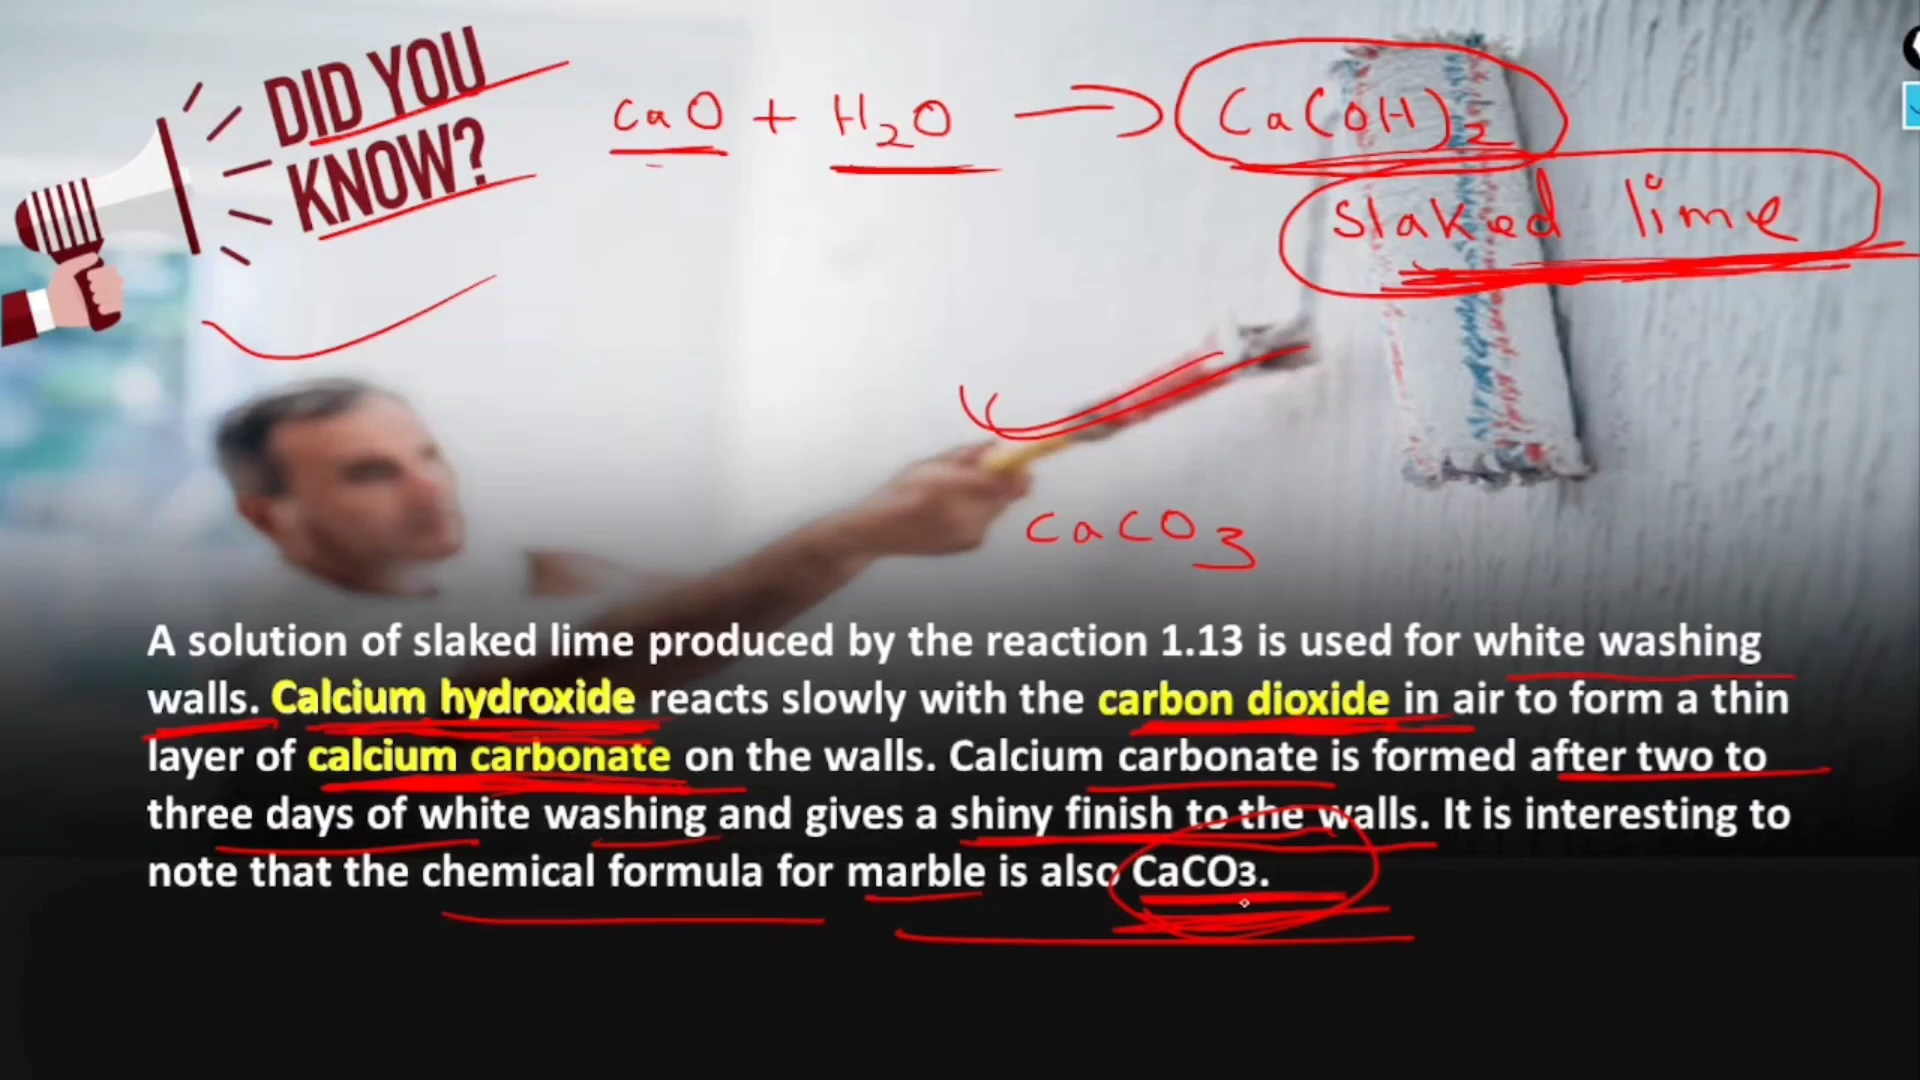 DID YOU
KNOW?
CaO + H₂O → Ca(OH)₂
slaked lime
CaCO₃
A solution of slaked lime produced by the reaction 1.13 is used for white washing
walls. Calcium hydroxide reacts slowly with the carbon dioxide in air to form a thin
layer of calcium carbonate on the walls. Calcium carbonate is formed after two to
three days of white washing and gives a shiny finish to the walls. It is interesting to
note that the chemical formula for marble is also CaCO₃.